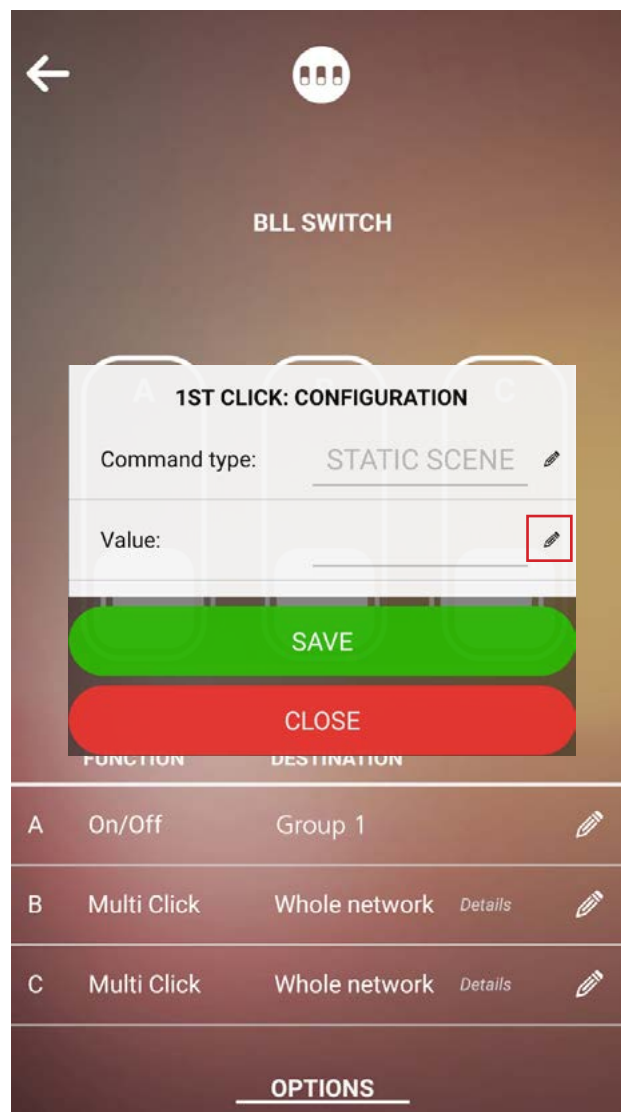 BLL SWITCH
A C
1ST CLICK: CONFIGURATION
Command type: STATIC SCENE
Value:
SAVE
CLOSE
FUNCTION DESTINATION
A On/Off Group 1
B Multi Click Whole network Details
C Multi Click Whole network Details
OPTIONS